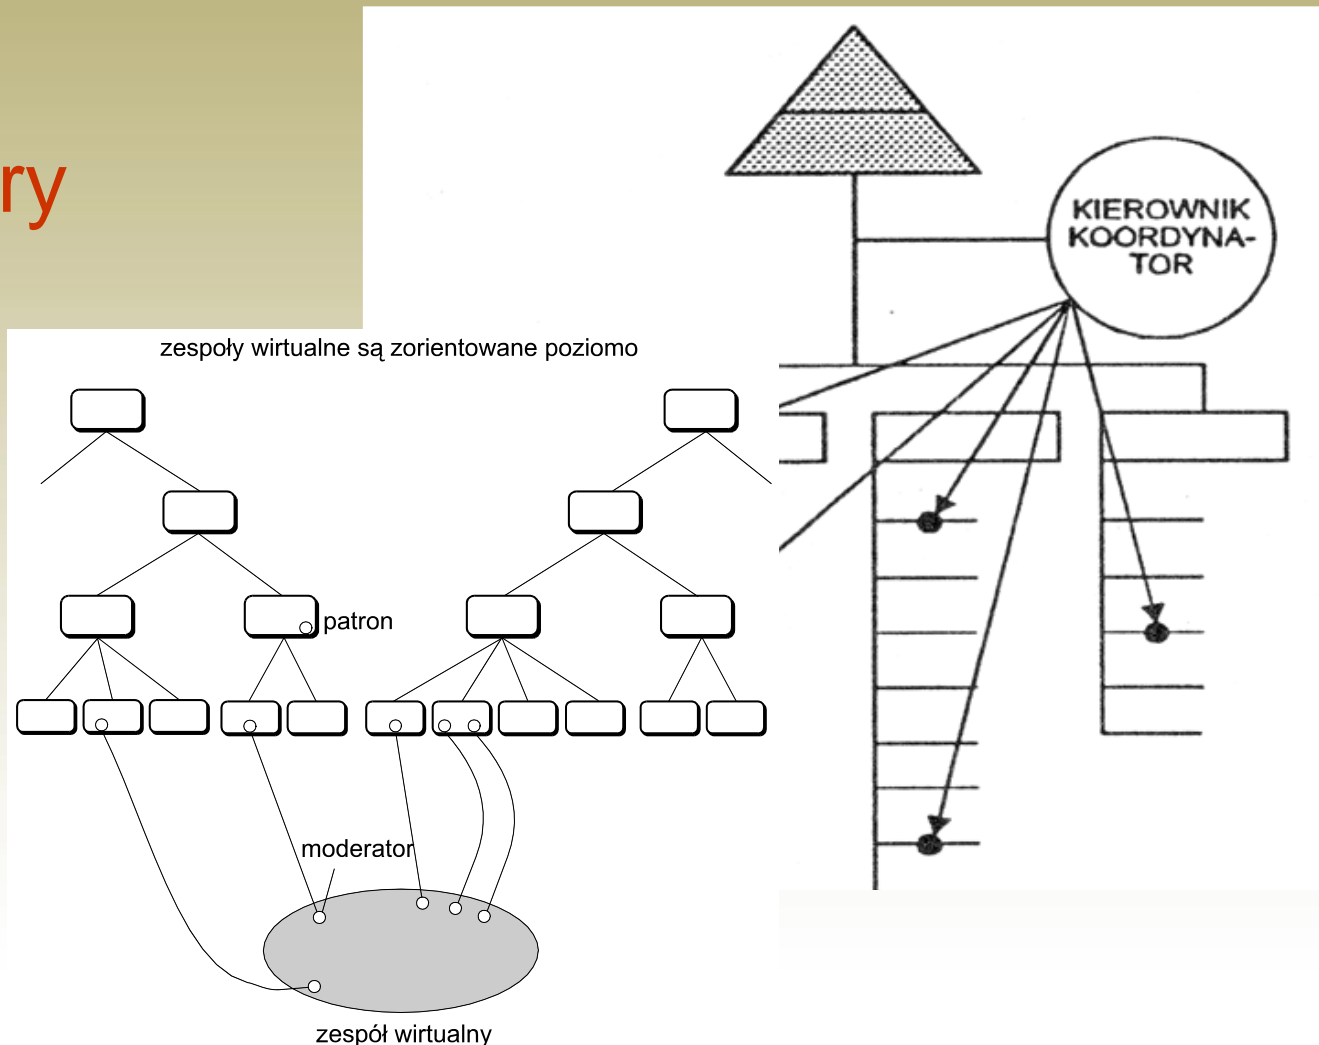 ry
KIEROWNIK
KOORDYNA-
TOR
zespoły wirtualne są zorientowane poziomo
patron
moderator
zespół wirtualny